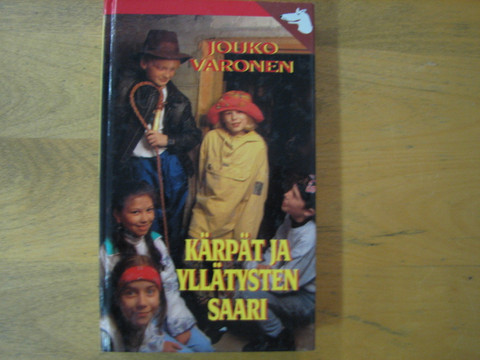 JOUKO
VARONEN
KÄRPÄT JA
YLLÄTYSTEN
SAARI